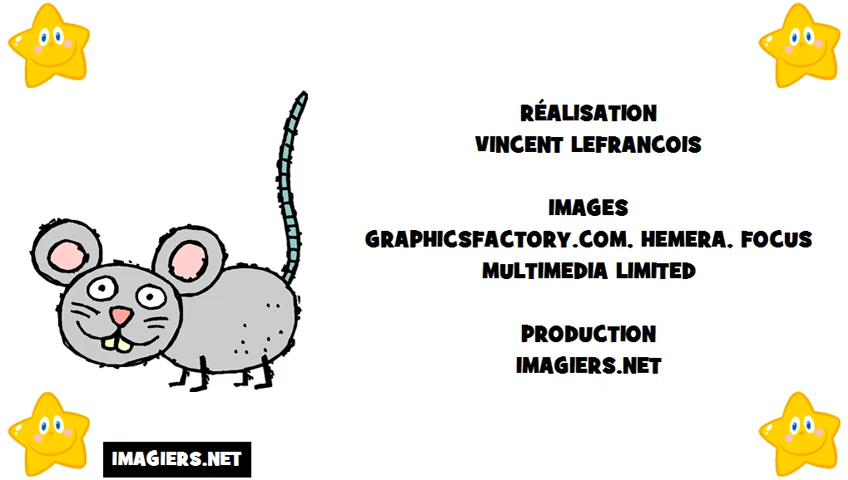 RÉALISATION
VINCENT LEFRANCOIS
IMAGES
GRAPHICSFACTORY.COM, HEMERA, FOCUS
MULTIMEDIA LIMITED
PRODUCTION
IMAGIERS.NET
IMAGIERS.NET